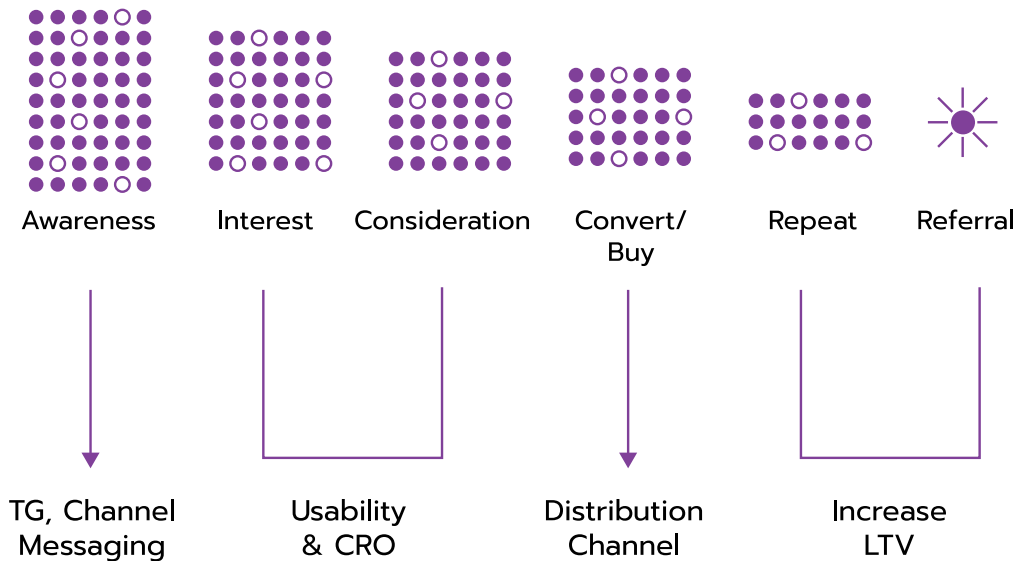 Awareness
Interest
Consideration
Convert/
Buy
Repeat
Referral
TG, Channel
Messaging
Usability
& CRO
Distribution
Channel
Increase
LTV